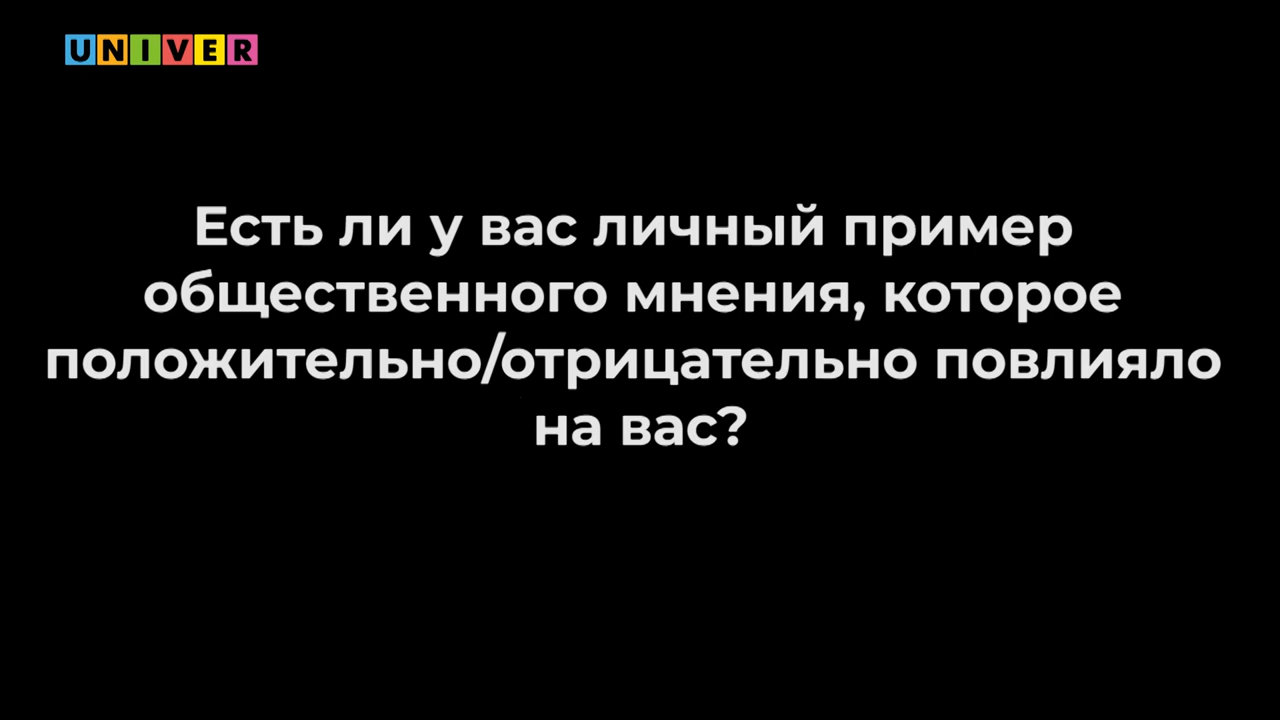 UNIVER
Есть ли у вас личный пример
общественного мнения, которое
положительно/отрицательно повлияло
на вас?